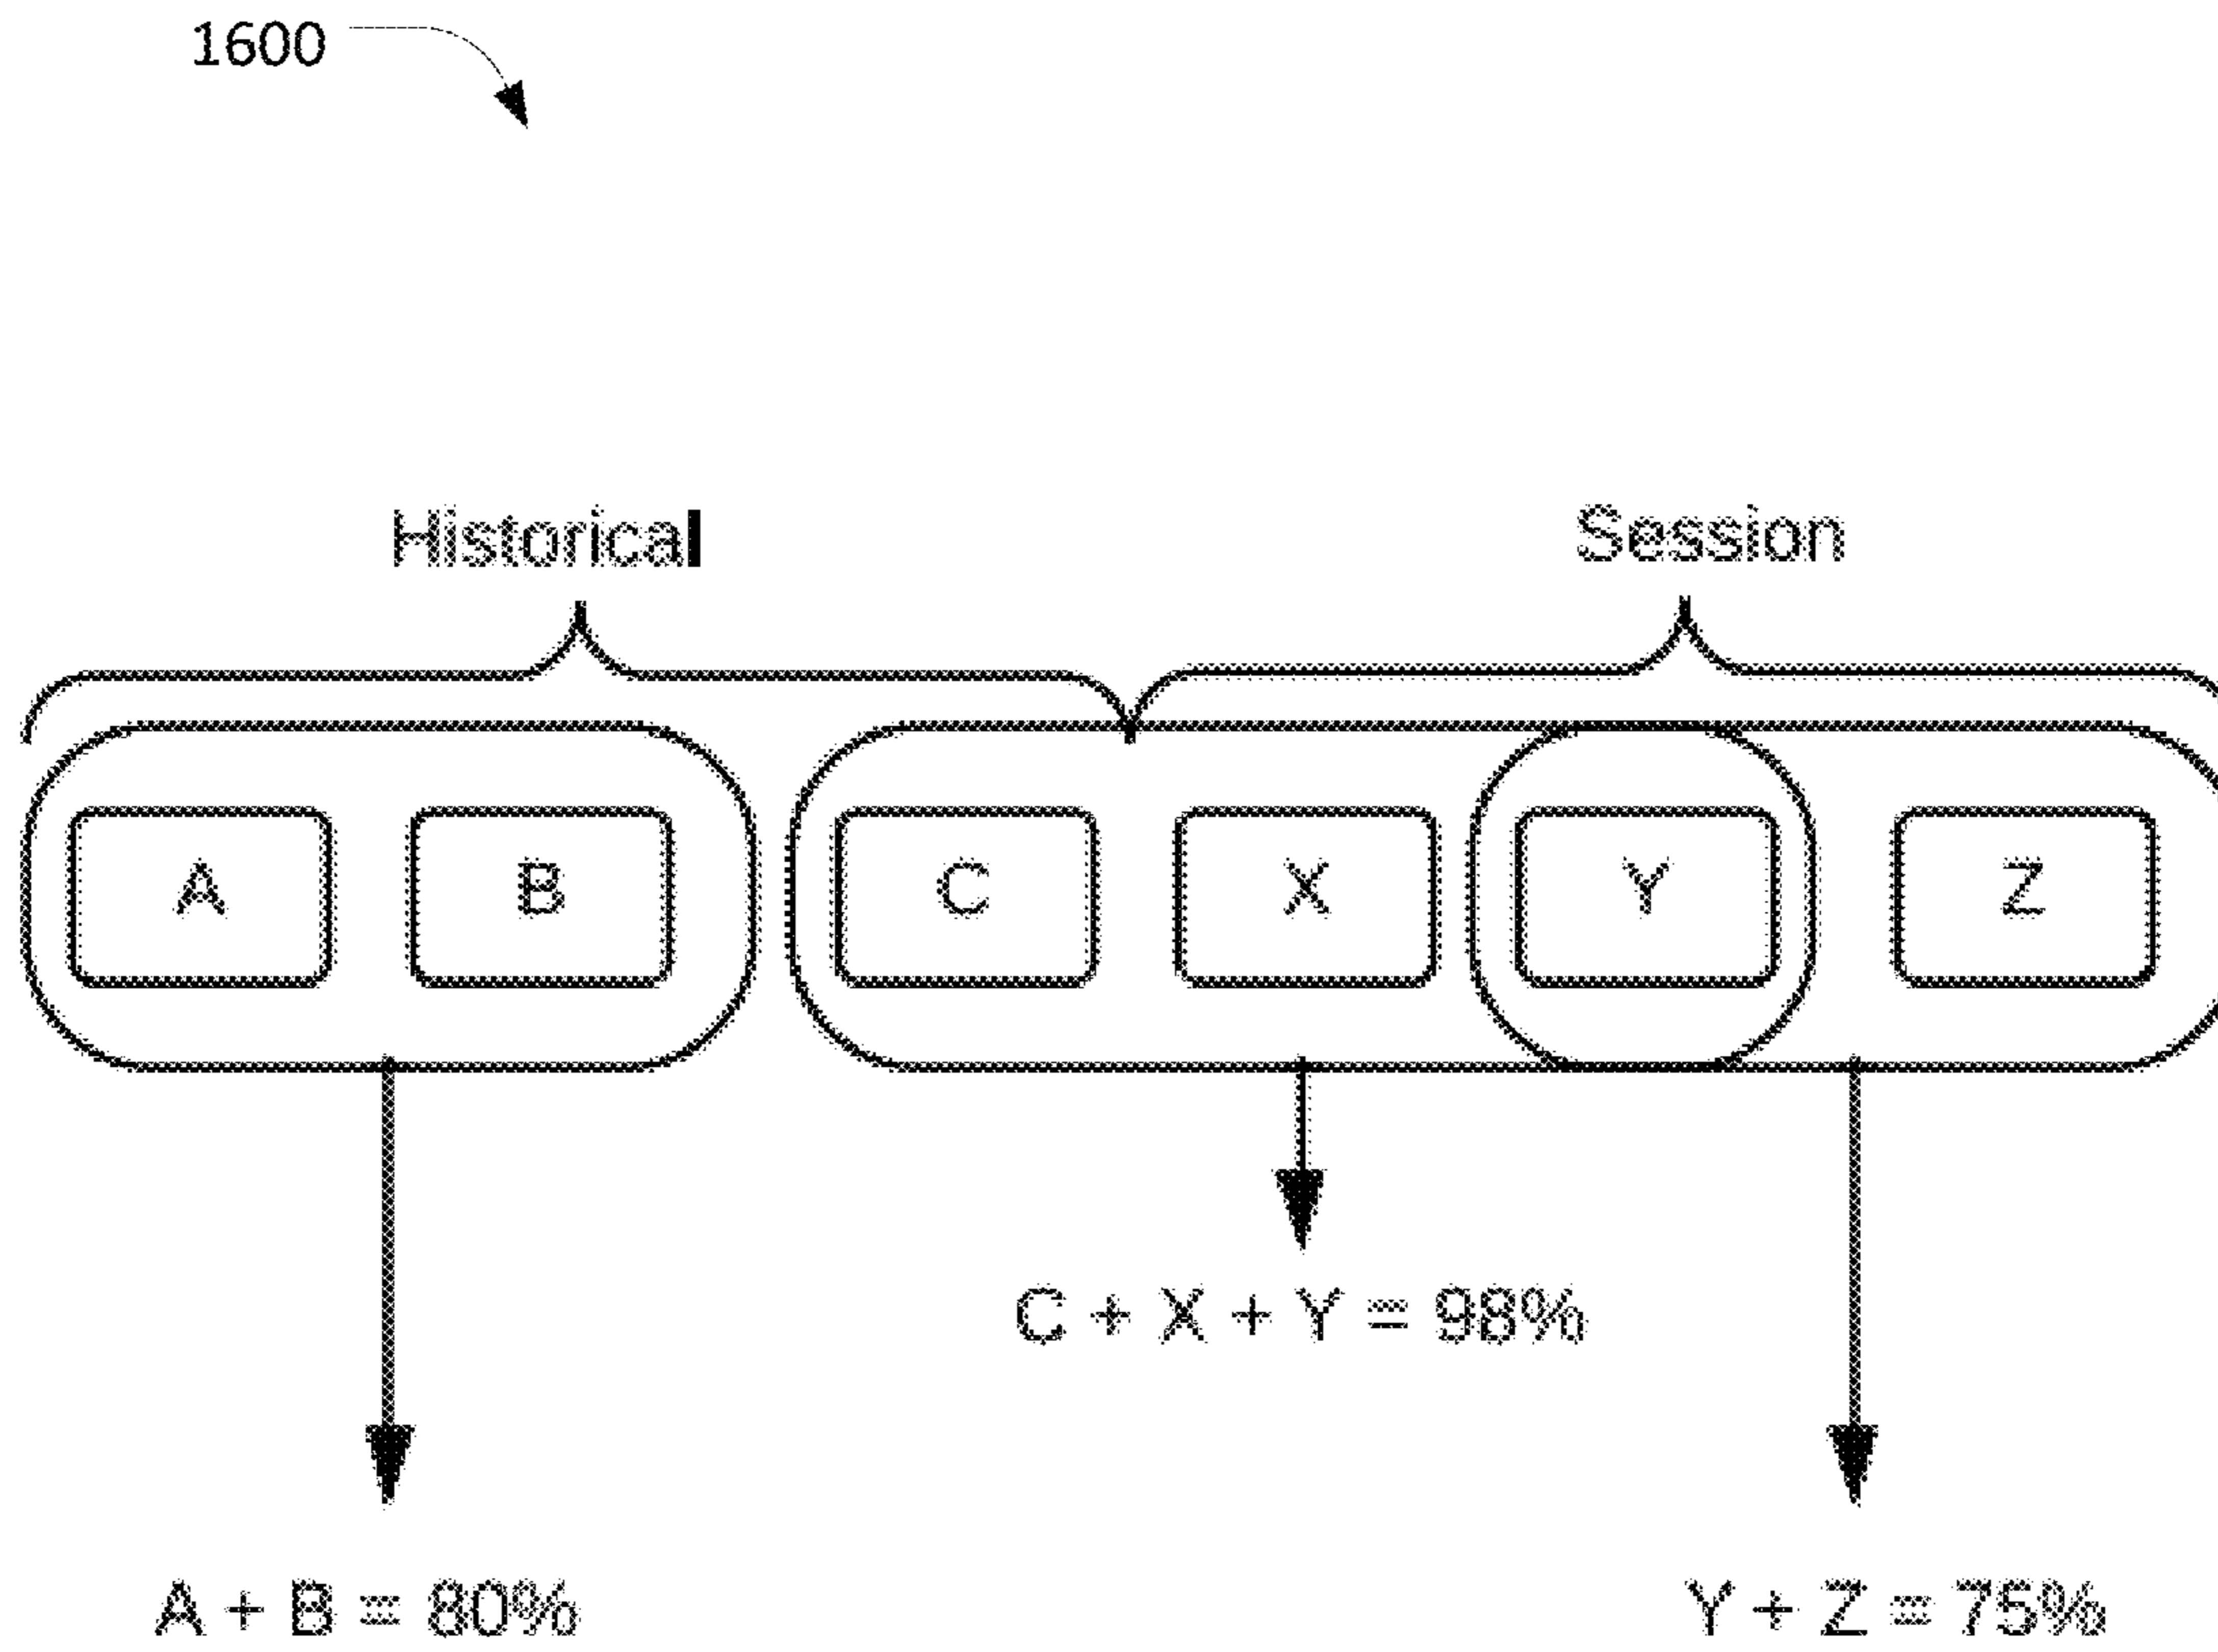 1600
Historical
Session
A
B
C
X
Y
Z
C + X + Y = 98%
A + B = 80%
Y + Z = 75%